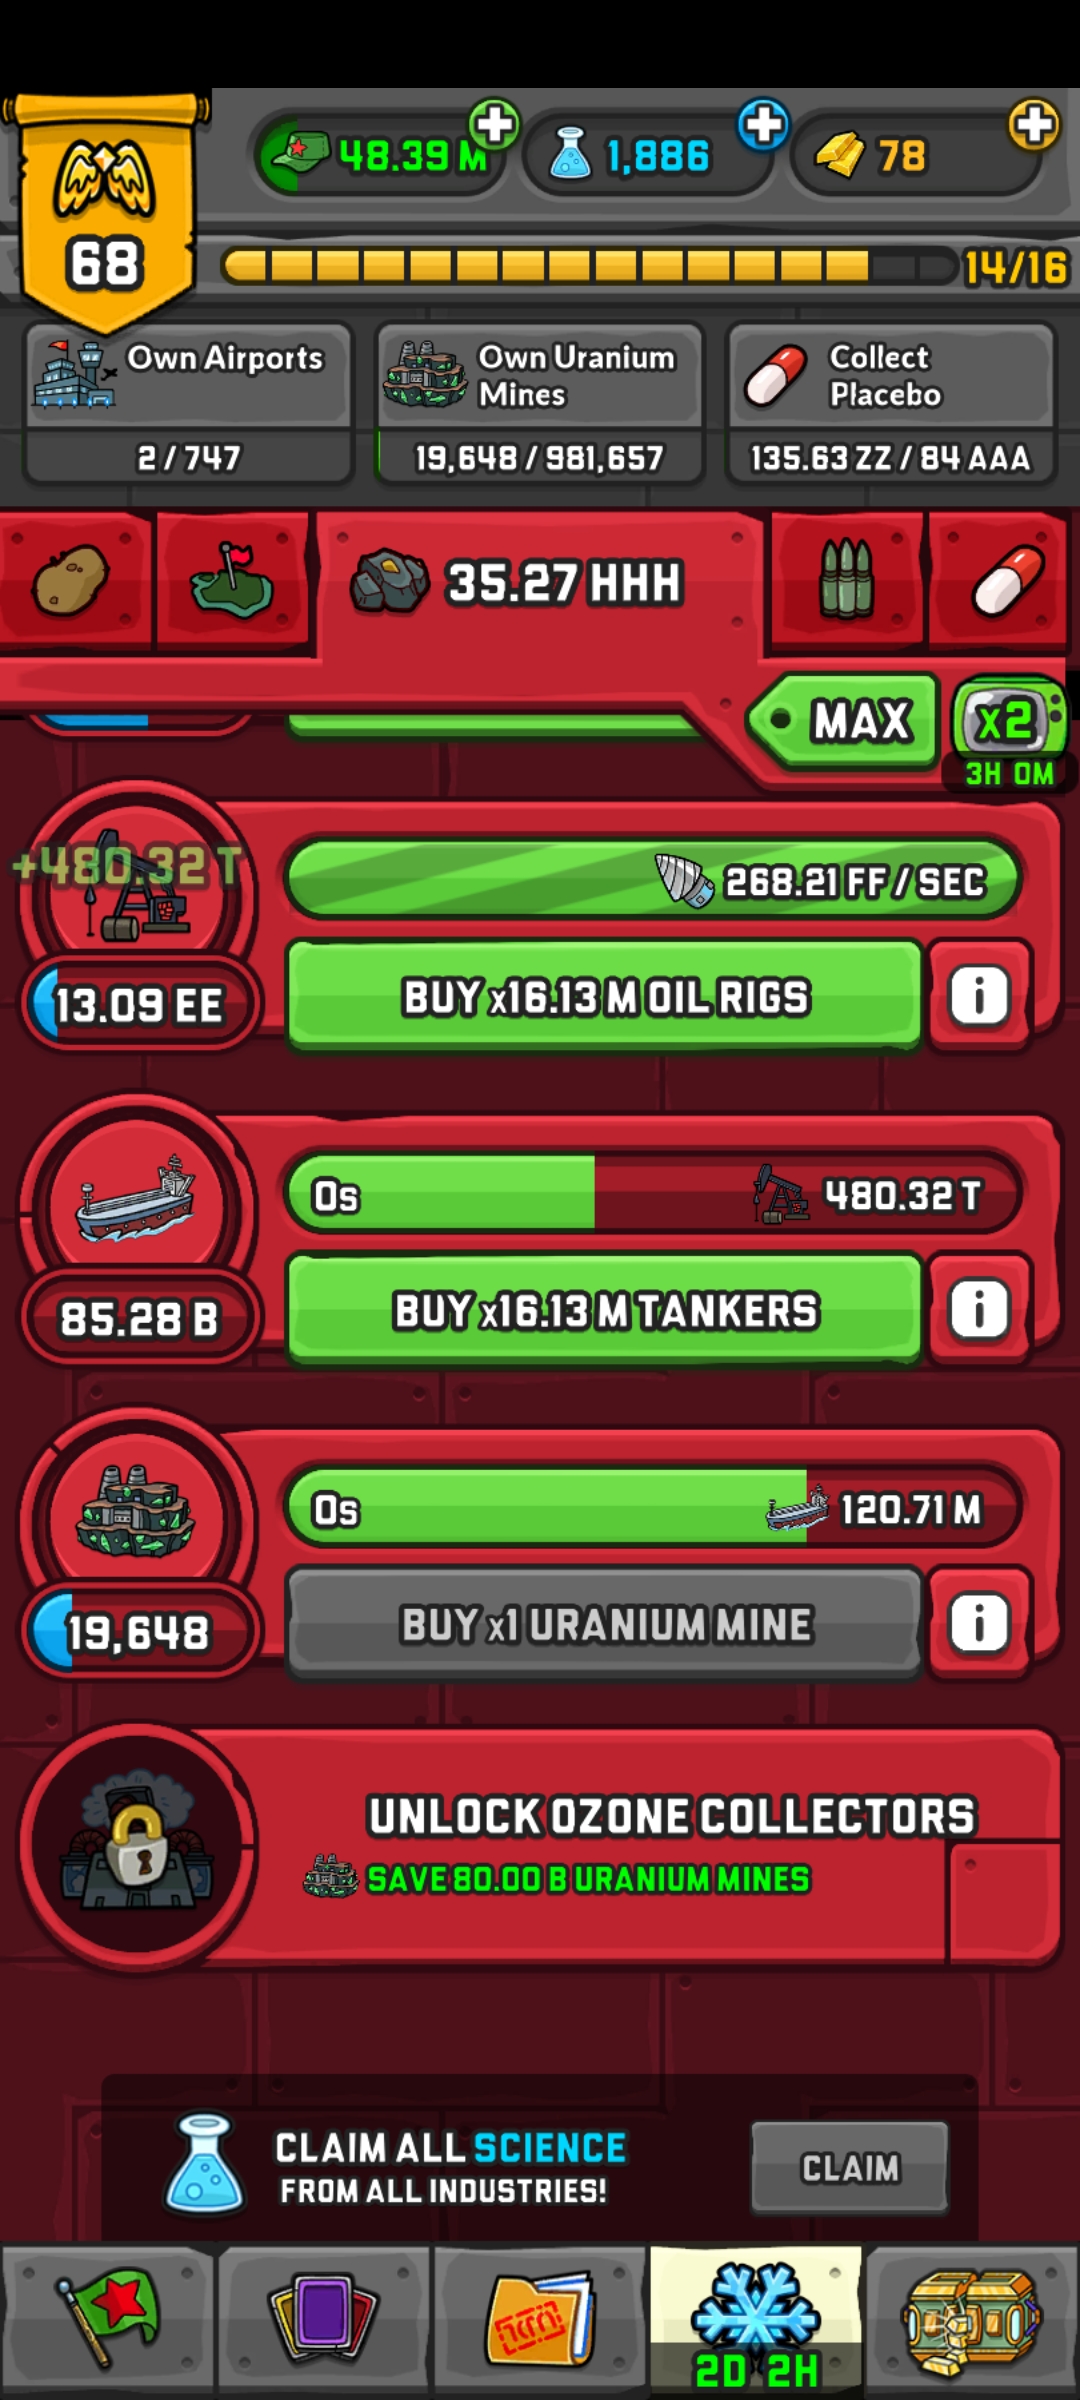 48.39 M
1,886
78
68
14/16
Own Airports
2 / 747
Own Uranium
Mines
19,648 / 981,657
Collect
Placebo
135.63 ZZ / 84 AAA
35.27 HHH
MAX
x2
3H 0M
+480.32 T
268.21 FF / SEC
13.09 EE
BUY x16.13 M OIL RIGS
i
0s
480.32 T
85.28 B
BUY x16.13 M TANKERS
i
0s
120.71 M
19,648
BUY x1 URANIUM MINE
i
UNLOCK OZONE COLLECTORS
SAVE 80.00 B URANIUM MINES
CLAIM ALL SCIENCE
FROM ALL INDUSTRIES!
CLAIM
2D 2H